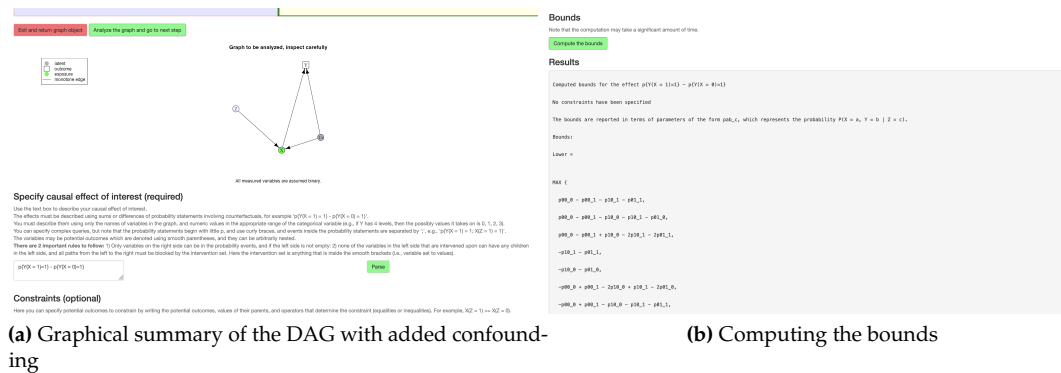 Exit and return graph object
Analyze the graph and go to next step
Graph to be analyzed, inspect carefully
latent
outcome
exposure
monotone edge
Y
Z
X
All measured variables are assumed binary.
Specify causal effect of interest (required)
Use the text box to describe your causal effect of interest.
The effects must be described using sums or differences of probability statements involving counterfactuals, for example 'p{Y(X = 1) = 1} - p{Y(X = 0) = 1}'.
You must describe them using only the names of variables in the graph, and numeric values in the appropriate range of the categorical variable (e.g., if Y has 4 levels, then the possibly values it takes on is 0, 1, 2, 3).
You can specify complex queries, but note that the probability statements begin with little p, and use curly braces, and events inside the probability statements are separated by ';', e.g., 'p{Y(X = 1) = 1; X(Z = 1) = 1}'.
The variables may be potential outcomes which are denoted using smooth parentheses, and they can be arbitrarily nested.
There are 2 important rules to follow: 1) Only variables on the right side can be in the probability events, and if the left side is not empty; 2) none of the variables in the left side that are intervened upon can have any children
in the left side, and all paths from the left to the right must be blocked by the intervention set. Here the intervention set is anything that is inside the smooth brackets (i.e., variable set to values).
p{Y(X = 1)=1} - p{Y(X = 0)=1}
Parse
Constraints (optional)
Here you can specify potential outcomes to constrain by writing the potential outcomes, values of their parents, and operators that determine the constraint (equalities or inequalities). For example, X(Z = 1) >= X(Z = 0).
(a) Graphical summary of the DAG with added confound-
ing
Bounds
Note that the computation may take a significant amount of time.
Compute the bounds
Results
Computed bounds for the effect p{Y(X = 1)=1} - p{Y(X = 0)=1}
No constraints have been specified
The bounds are reported in terms of parameters of the form pab_c, which represents the probability P(X = a, Y = b | Z = c).
Bounds:
Lower =
MAX {
p00_0 - p00_1 - p10_1 - p01_1,
p00_0 - p00_1 - p10_0 - p10_1 - p01_0,
p00_0 - p00_1 + p10_0 - 2p10_1 - 2p01_1,
-p10_1 - p01_1,
-p10_0 - p01_0,
-p00_0 + p00_1 - 2p10_0 + p10_1 - 2p01_0,
-p00_0 + p00_1 - p10_0 - p10_1 - p01_1,
(b) Computing the bounds